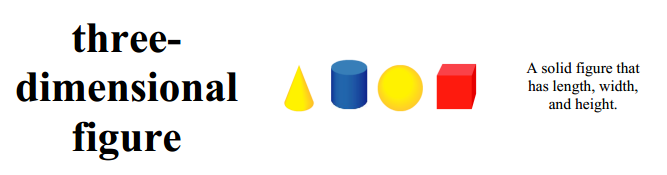 three-
dimensional
figure
A solid figure that
has length, width,
and height.